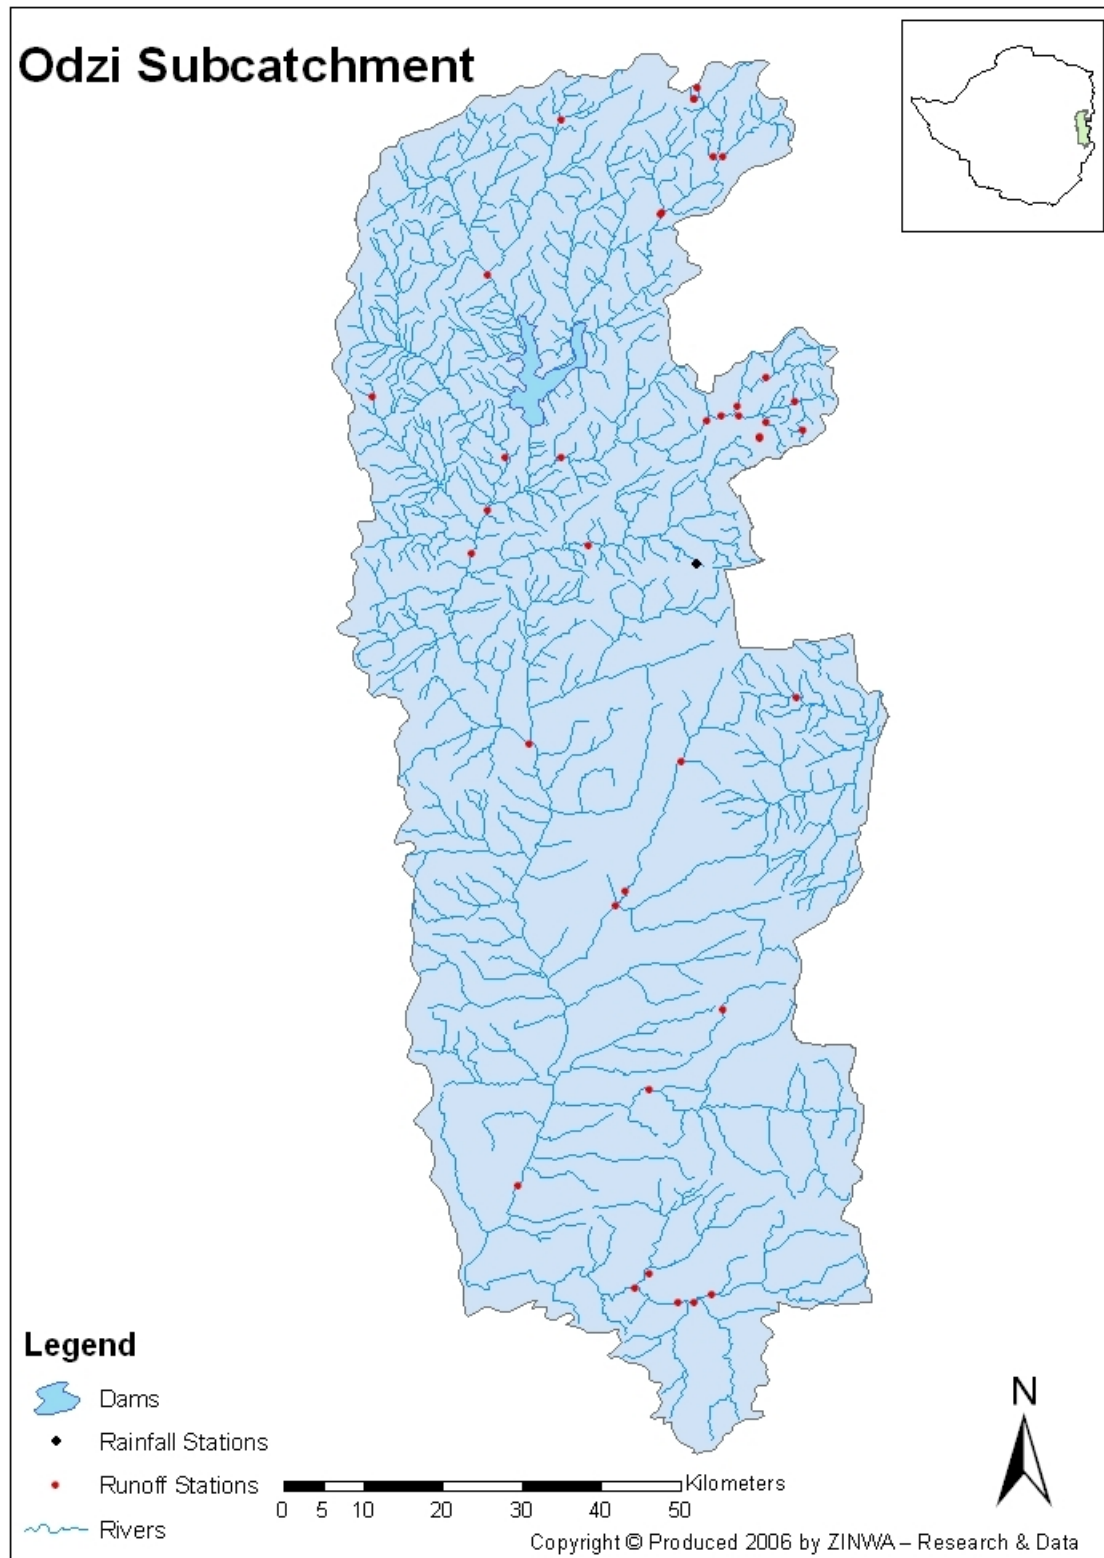 Odzi Subcatchment
Legend
Dams
Rainfall Stations
Runoff Stations
Rivers
Kilometers
0 5 10 20 30 40 50
N
Copyright © Produced 2006 by ZINWA – Research & Data